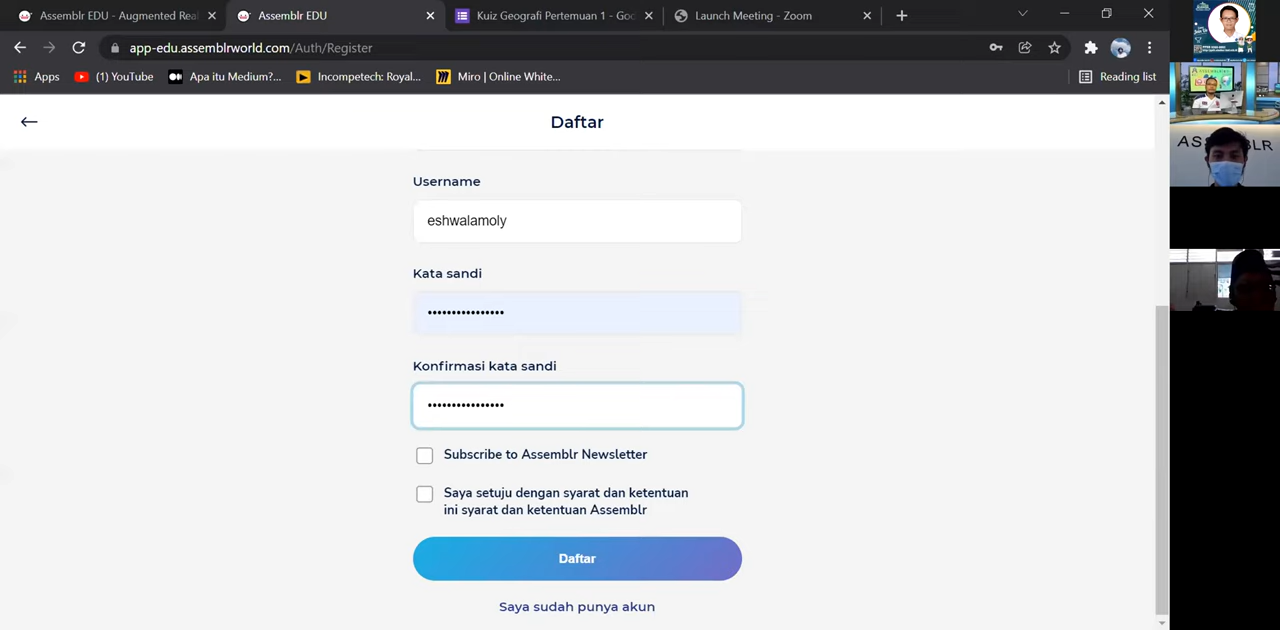 Assemblr EDU - Augmented Real
Assemblr EDU
Kuiz Geografi Pertemuan 1 - Goo
Launch Meeting - Zoom
app-edu.assemblrworld.com/Auth/Register
Apps
(1) YouTube
Apa itu Medium?...
Incompetech: Royal...
Miro | Online White...
Reading list
Daftar
Username
eshwalamoly
Kata sandi
••••••••••••••••
Konfirmasi kata sandi
••••••••••••••••
Subscribe to Assemblr Newsletter
Saya setuju dengan syarat dan ketentuan
ini syarat dan ketentuan Assemblr
Daftar
Saya sudah punya akun